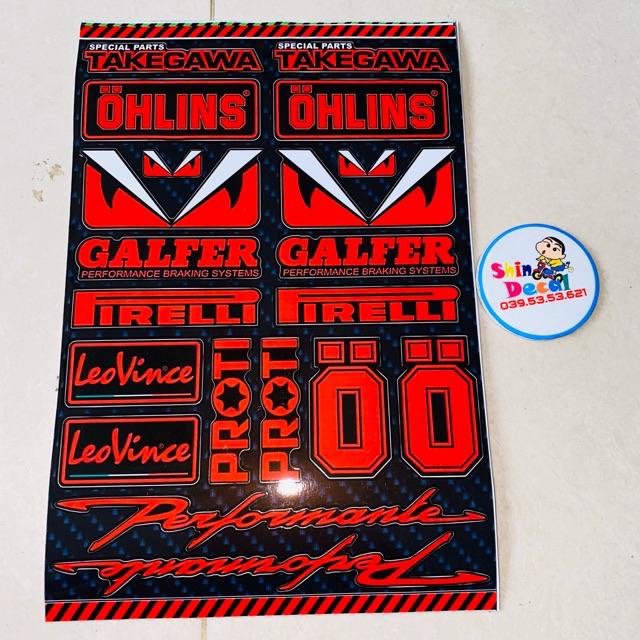 SPECIAL PARTS SPECIAL PARTS
TAKEGAWA TAKEGAWA
ÖHLINS® ÖHLINS®
GALFER GALFER
PERFORMANCE BRAKING SYSTEMS PERFORMANCE BRAKING SYSTEMS
PIRELLI PIRELLI
LeoVince
LeoVince
PROTI PROTI
Ö Ö
Performante
Performante
Shin
Decal
039.53.53.621